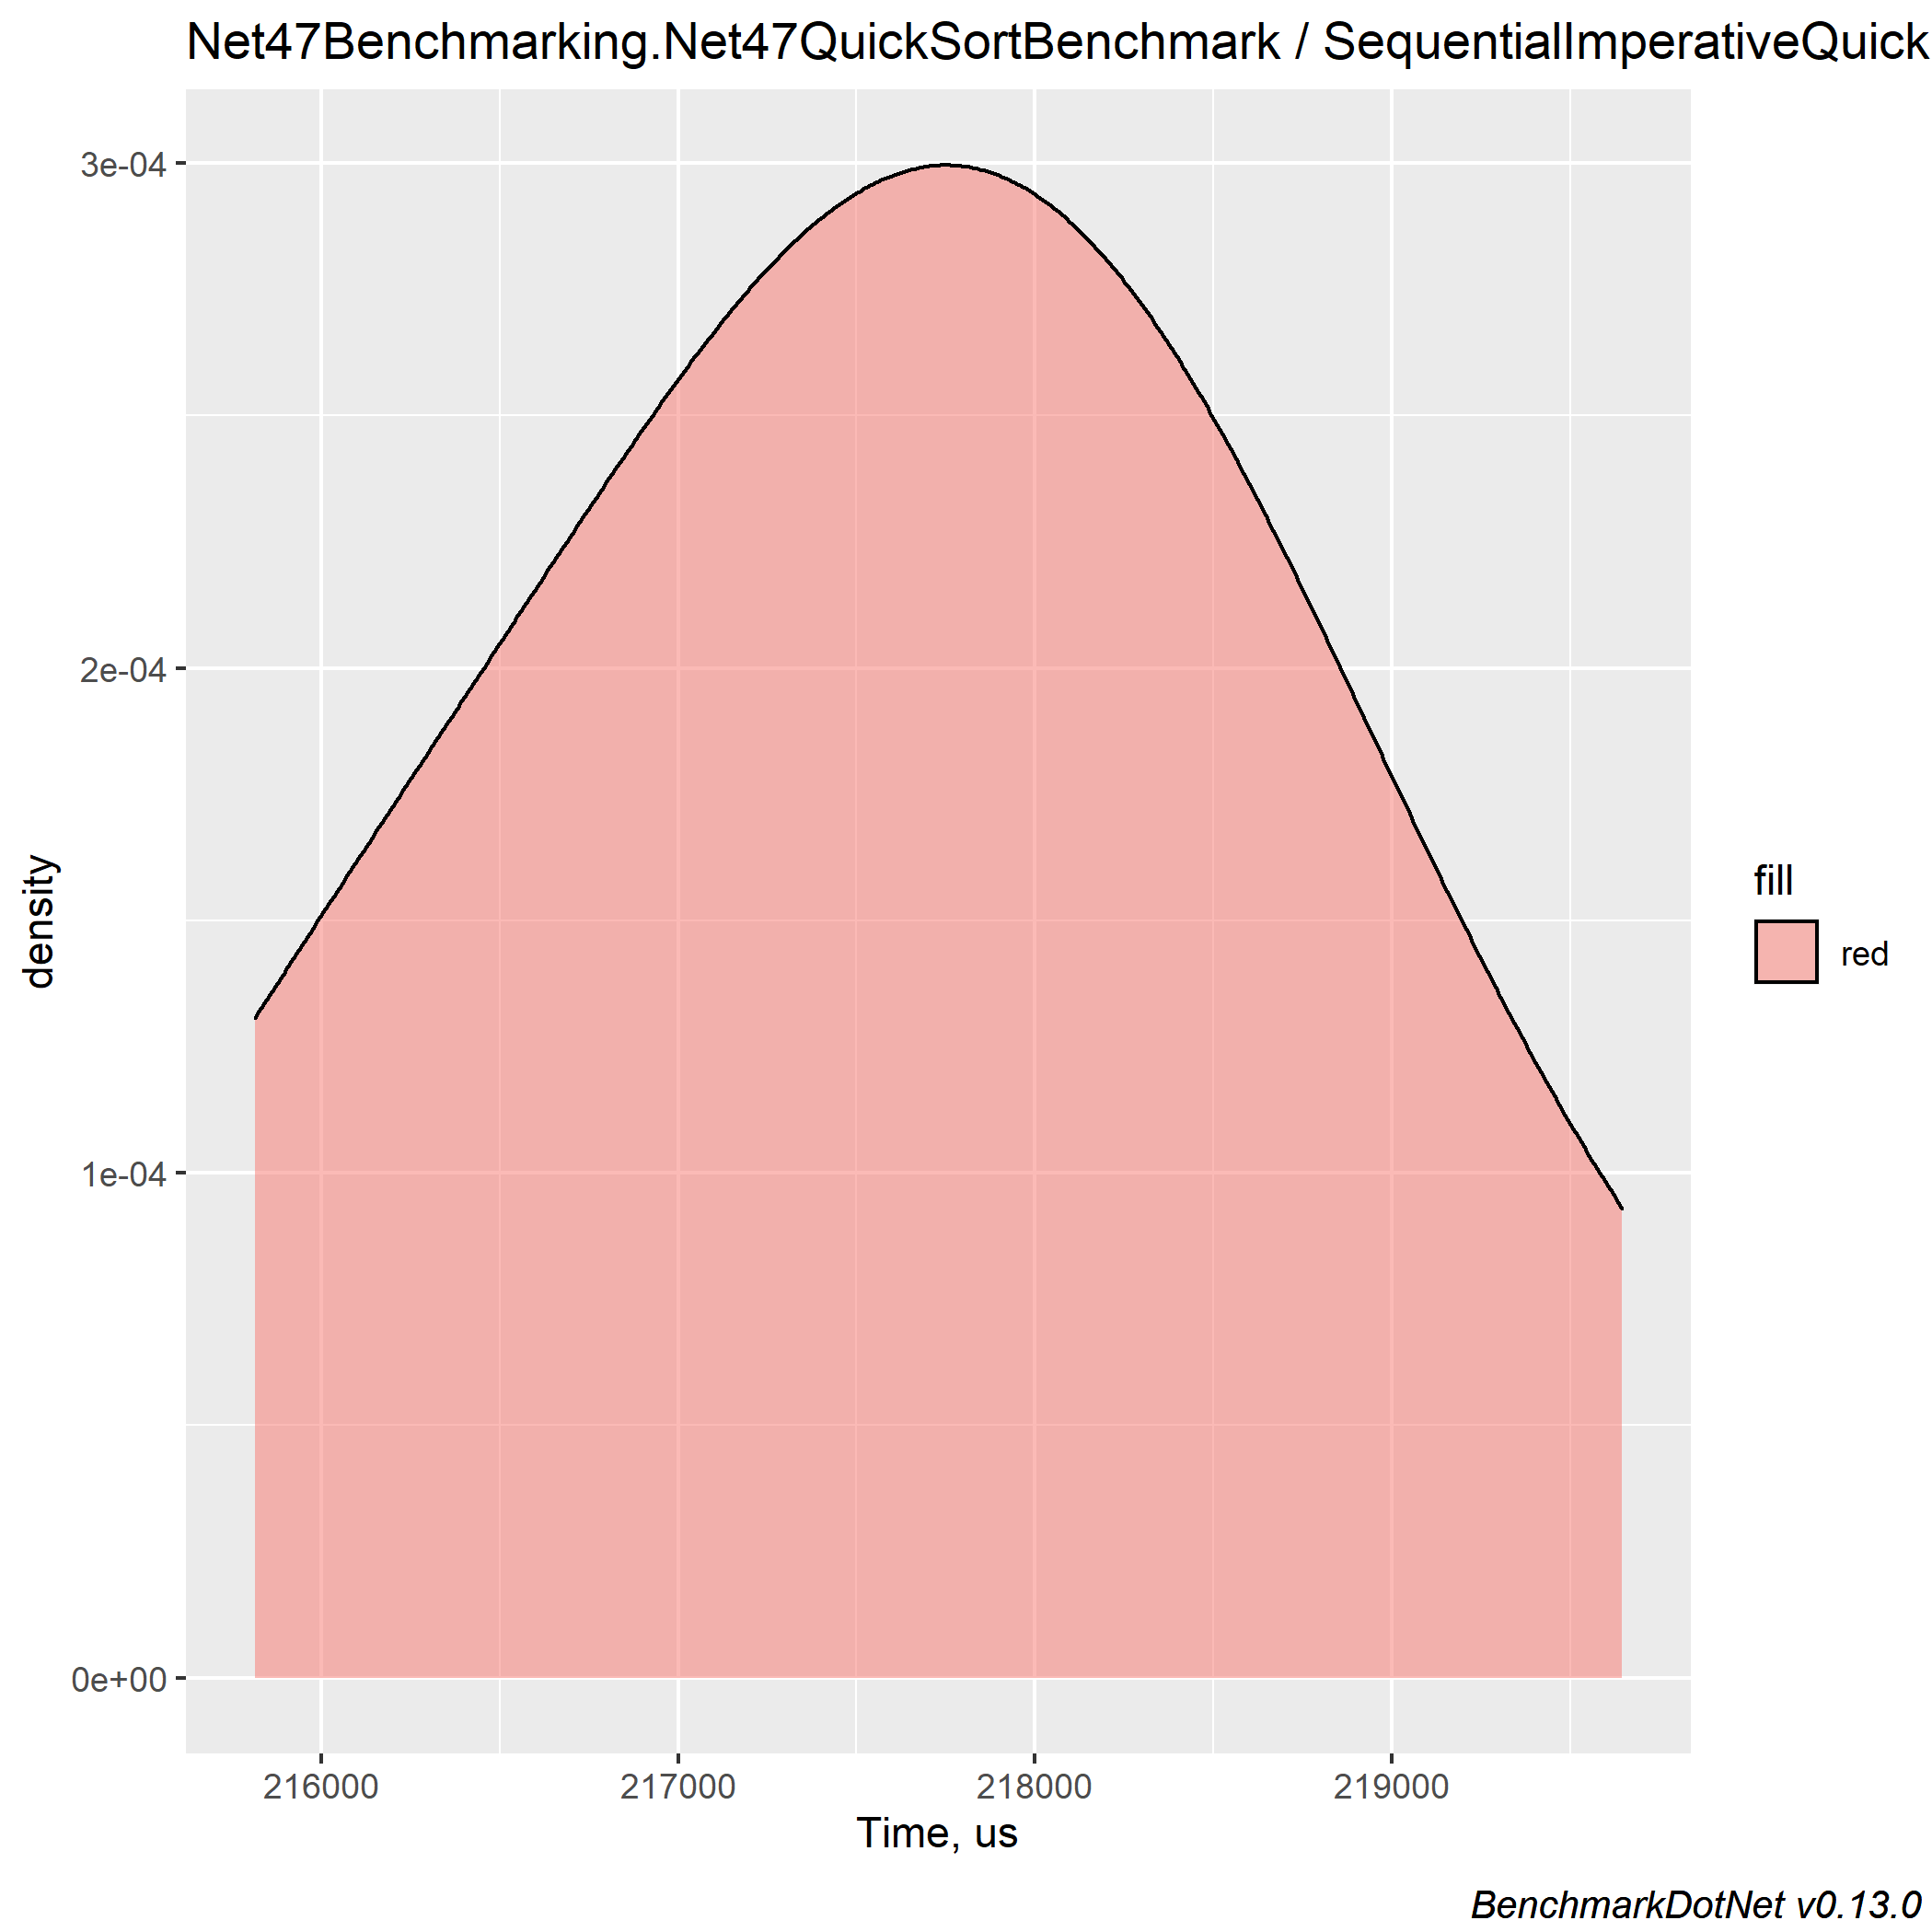 Net47Benchmarking.Net47QuickSortBenchmark / SequentialImperativeQuick
3e-04
2e-04
1e-04
0e+00
density
216000 217000 218000 219000
Time, us
fill
red
BenchmarkDotNet v0.13.0